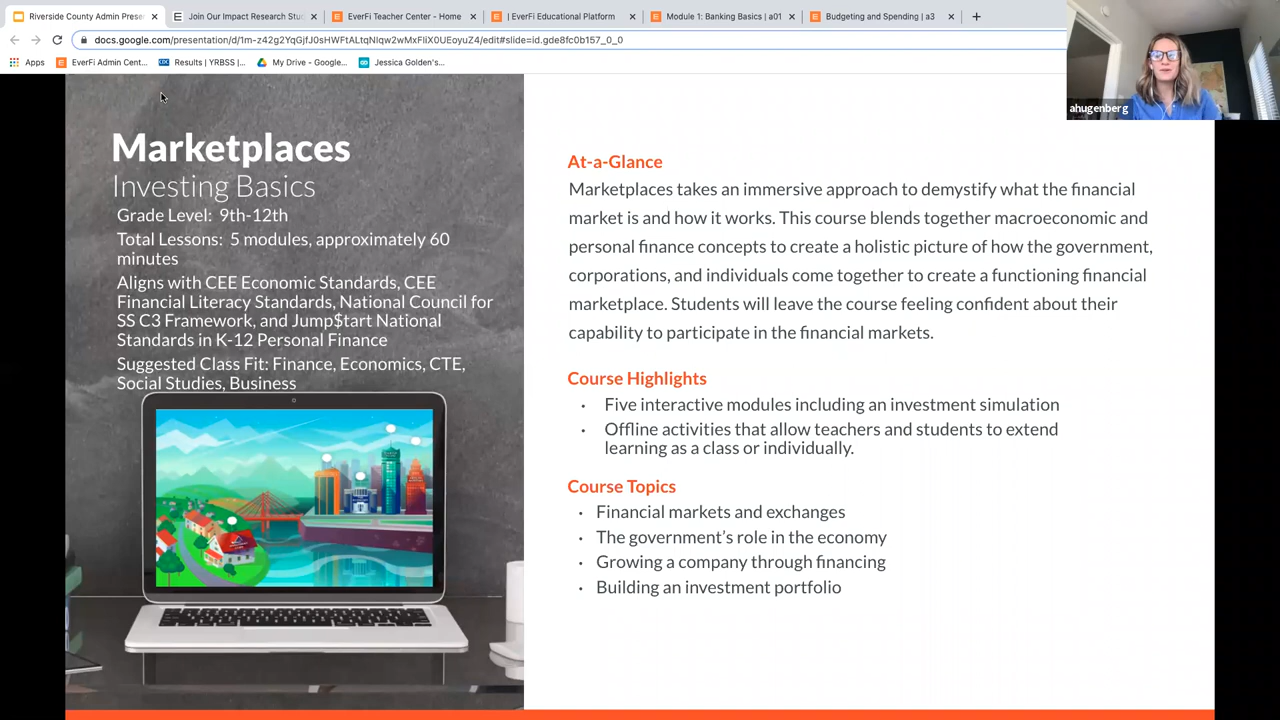 Riverside County Admin Prese
Join Our Impact Research Stu
EverFi Teacher Center - Home
| EverFi Educational Platform
Module 1: Banking Basics | a01
Budgeting and Spending | a3
docs.google.com/presentation/d/1m-z42g2YqGjfJ0sHWFtALtqNIqw2wMxFIiX0UEoyuZ4/edit#slide=id.gde8fc0b157_0_0
Apps
EverFi Admin Cent...
Results | YRBSS |...
My Drive - Google...
Jessica Golden's...
ahugenberg
Marketplaces
Investing Basics
Grade Level: 9th-12th
Total Lessons: 5 modules, approximately 60
minutes
Aligns with CEE Economic Standards, CEE
Financial Literacy Standards, National Council for
SS C3 Framework, and Jump$tart National
Standards in K-12 Personal Finance
Suggested Class Fit: Finance, Economics, CTE,
Social Studies, Business
At-a-Glance
Marketplaces takes an immersive approach to demystify what the financial
market is and how it works. This course blends together macroeconomic and
personal finance concepts to create a holistic picture of how the government,
corporations, and individuals come together to create a functioning financial
marketplace. Students will leave the course feeling confident about their
capability to participate in the financial markets.
Course Highlights
• Five interactive modules including an investment simulation
• Offline activities that allow teachers and students to extend
learning as a class or individually.
Course Topics
• Financial markets and exchanges
• The government's role in the economy
• Growing a company through financing
• Building an investment portfolio